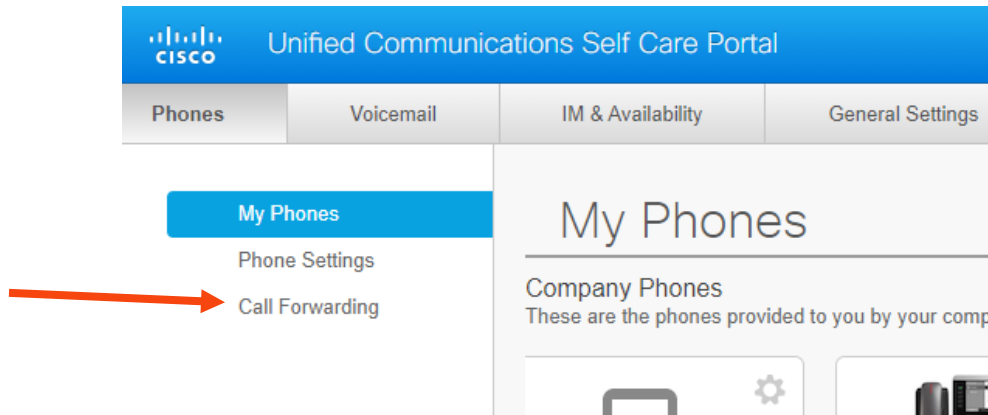 CISCO
Unified Communications Self Care Portal
Phones
Voicemail
IM & Availability
General Settings
My Phones
Phone Settings
Call Forwarding
My Phones
Company Phones
These are the phones provided to you by your comp